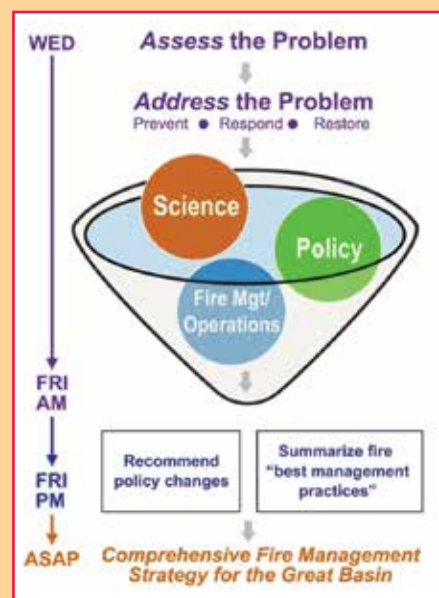 WED
Assess the Problem
Address the Problem
Prevent ● Respond ● Restore
Science
Policy
Fire Mgt/
Operations
FRI
AM
Recommend
policy changes
Summarize fire
“best management
practices”
FRI
PM
ASAP
Comprehensive Fire Management
Strategy for the Great Basin